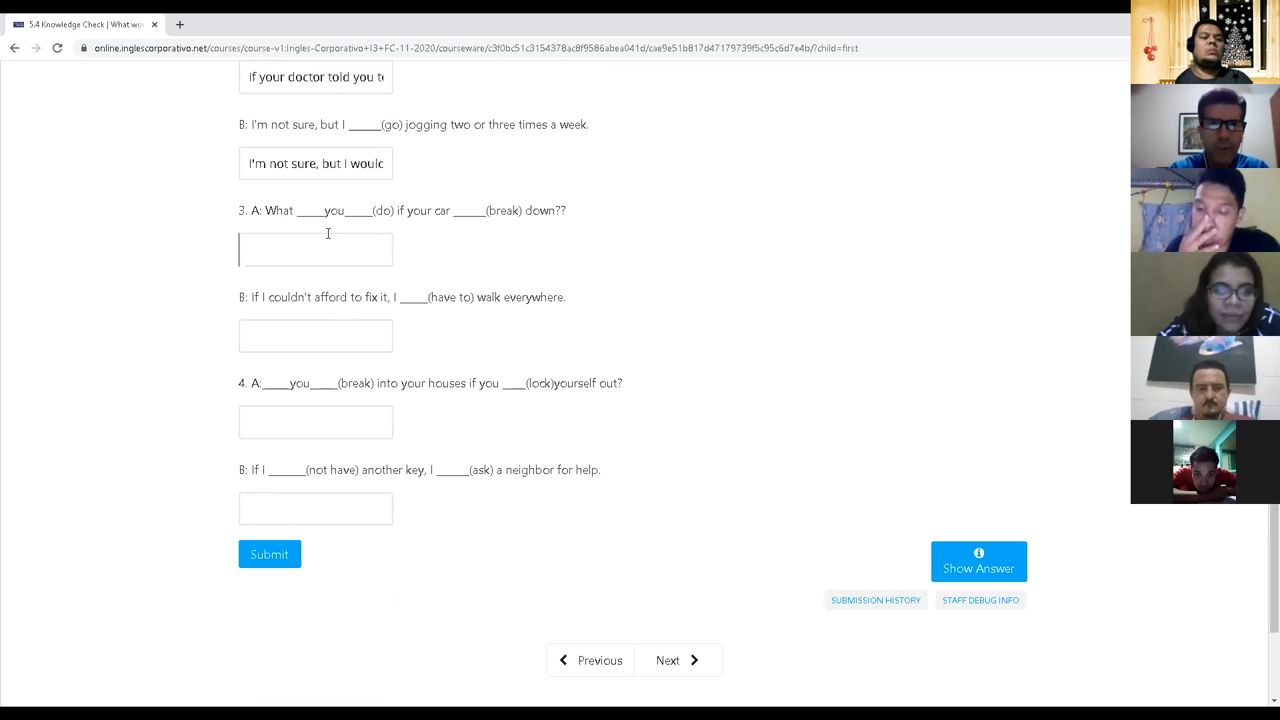 5.4 Knowledge Check | What wo
online.inglescorporativo.net/courses/course-v1:Ingles-Corporativo+I3+FC-11-2020/courseware/c3f0bc51c3154378ac8f9586abea041d/cae9e51b817d47179739f5c95c6d7e4b/?child=first
If your doctor told you to
B: I'm not sure, but I _____(go) jogging two or three times a week.
I'm not sure, but I would
3. A: What _____you_____(do) if your car ______(break) down??
B: If I couldn't afford to fix it, I _____(have to) walk everywhere.
4. A:_____you_____(break) into your houses if you ____(lock)yourself out?
B: If I _______(not have) another key, I ______(ask) a neighbor for help.
Submit
Show Answer
SUBMISSION HISTORY
STAFF DEBUG INFO
Previous
Next